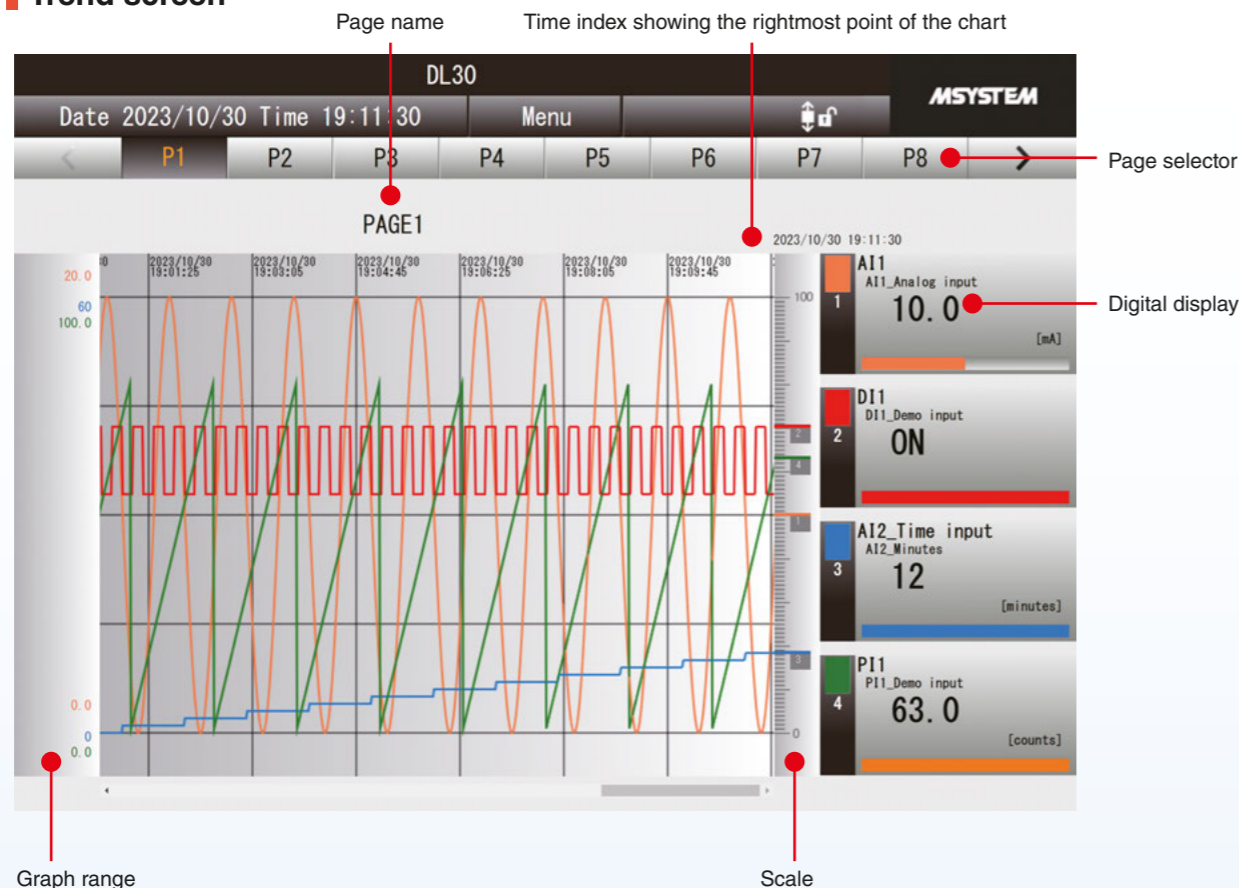 Trend screen
Page name
Time index showing the rightmost point of the chart
DL30
MSYSTEM
Date 2023/10/30 Time 19:11:30
Menu
< P1 P2 P3 P4 P5 P6 P7 P8 >
Page selector
PAGE1
2023/10/30 19:11:30
0
2023/10/30
19:01:25
2023/10/30
19:03:05
2023/10/30
19:04:45
2023/10/30
19:06:25
2023/10/30
19:08:05
2023/10/30
19:09:45
20.0
60
100.0
0.0
0
0.0
100
2
4
1
3
0
1
AI1
AI1_Analog input
10.0
[mA]
Digital display
2
DI1
DI1_Demo input
ON
3
AI2_Time input
AI2_Minutes
12
[minutes]
4
PI1
PI1_Demo input
63.0
[counts]
Graph range
Scale